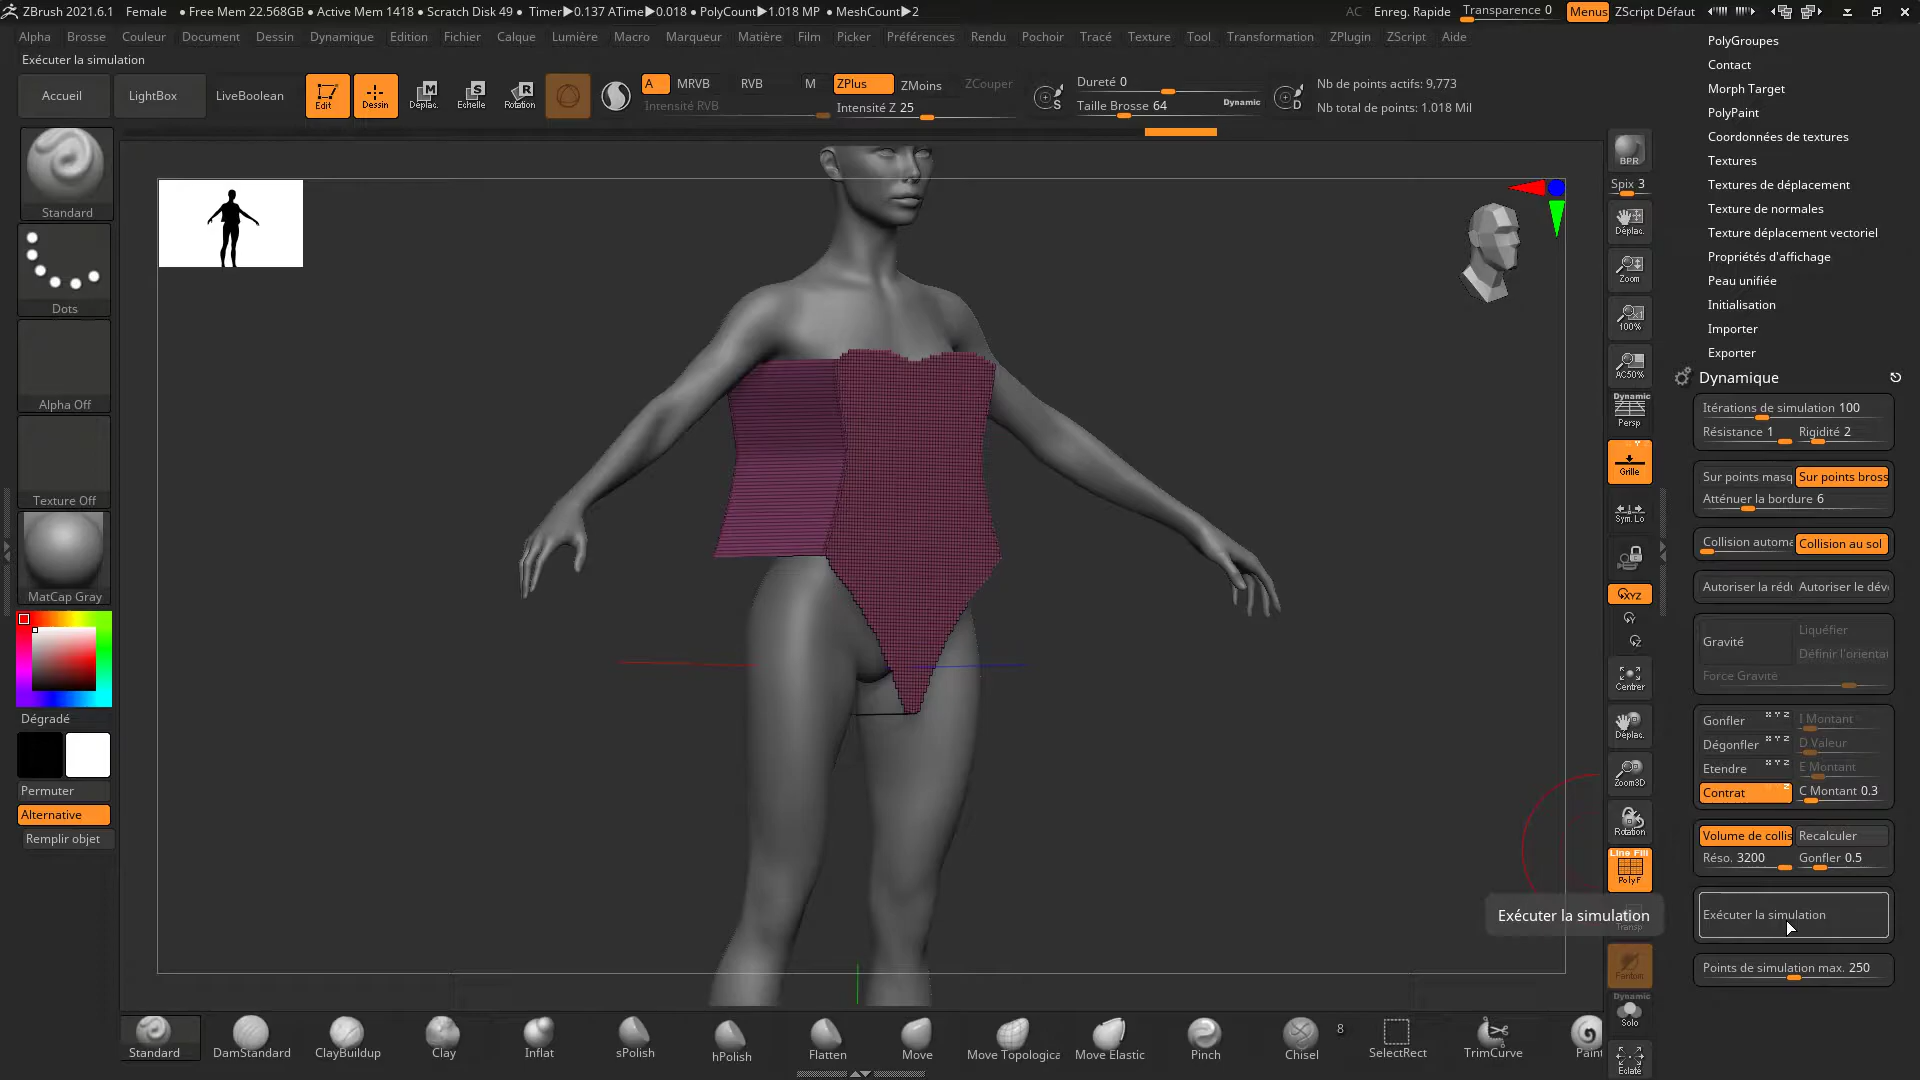 ZBrush 2021.6.1 Female ● Free Mem 22.568GB ● Active Mem 1418 ● Scratch Disk 49 ● Timer▶0.137 ATime▶0.018 ● PolyCount▶1.018 MP ● MeshCount▶2 AC Enreg. Rapide Transparence 0 Menus ZScript Défaut
Alpha Brosse Couleur Document Dessin Dynamique Edition Fichier Calque Lumière Macro Marqueur Matière Film Picker Préférences Rendu Pochoir Tracé Texture Tool Transformation ZPlugin ZScript Aide
Exécuter la simulation
Accueil LightBox LiveBoolean Edit Dessin Déplac. Echelle Rotation
A MRVB RVB M ZPlus ZMoins ZCouper
Intensité RVB Intensité Z 25
S Dureté 0
Taille Brosse 64 Dynamic D
Nb de points actifs: 9,773
Nb total de points: 1.018 Mil
Standard
Dots
Alpha Off
Texture Off
MatCap Gray
Dégradé
Permuter
Alternative
Remplir objet
BPR
Spix 3
Déplac.
Zoom
100%
AC50%
Dynamic
Persp
Grille
Sym. Lo
XYZ
Y
Z
Centrer
Déplac.
Zoom3D
Rotation
Line Fill
PolyF
Transp
Dynamic
Solo
Eclaté
Exécuter la simulation
PolyGroupes
Contact
Morph Target
PolyPaint
Coordonnées de textures
Textures
Textures de déplacement
Texture de normales
Texture déplacement vectoriel
Propriétés d'affichage
Peau unifiée
Initialisation
Importer
Exporter
Dynamique
Itérations de simulation 100
Résistance 1 Rigidité 2
Sur points masq Sur points bross
Atténuer la bordure 6
Collision automa Collision au sol
Autoriser la rédu Autoriser le dév
Gravité Liquéfier
Définir l'orientat
Force Gravité
Gonfler X Y Z I Montant
Dégonfler X Y Z D Valeur
Etendre X Y Z E Montant
Contrat Z C Montant 0.3
Volume de collis Recalculer
Réso. 3200 Gonfler 0.5
Exécuter la simulation
Points de simulation max. 250
Standard DamStandard ClayBuildup Clay Inflat sPolish hPolish Flatten Move Move Topologica Move Elastic Pinch Chisel 8 SelectRect TrimCurve Paint